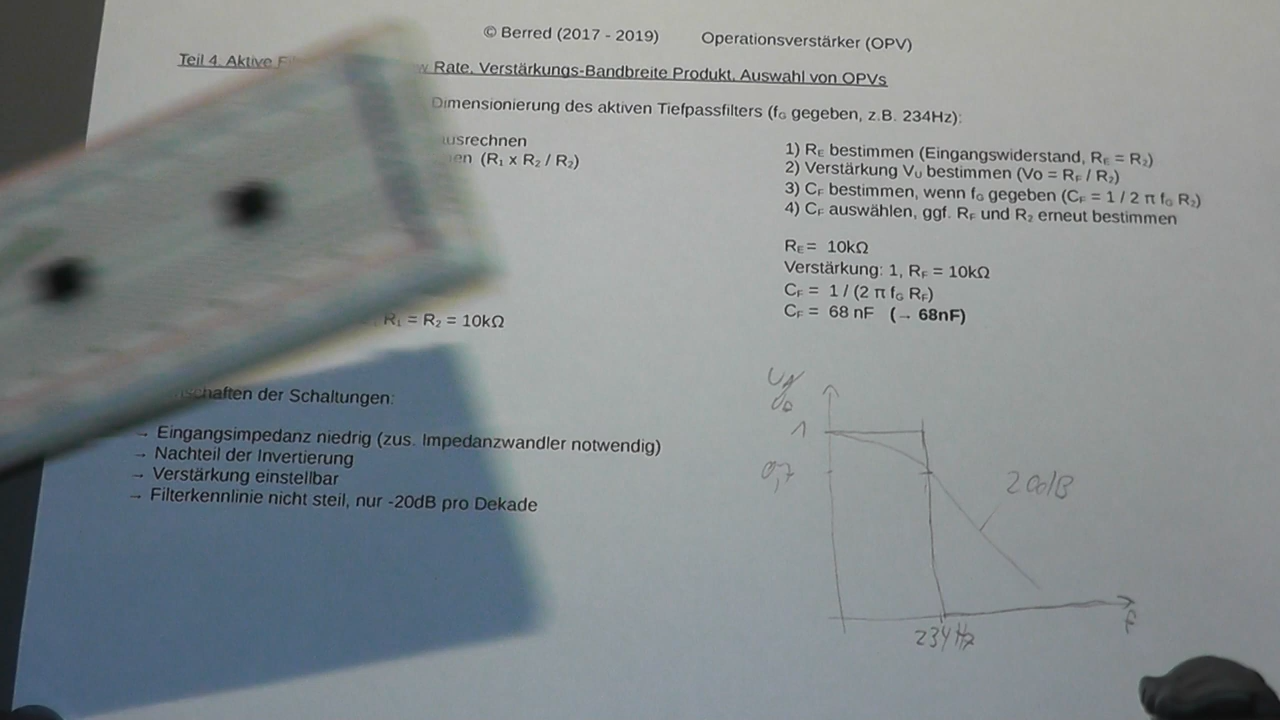 © Berred (2017 - 2019) Operationsverstärker (OPV)
Teil 4. Aktive Rate, Verstärkungs-Bandbreite Produkt, Auswahl von OPVs
Dimensionierung des aktiven Tiefpassfilters (fG gegeben, z.B. 234Hz):
(R₁ x R₂ / R₂)
1) RE bestimmen (Eingangswiderstand, RE = R₂)
2) Verstärkung VU bestimmen (Vo = RF / R₂)
3) CF bestimmen, wenn fG gegeben (CF = 1 / 2 π fG R₂)
4) CF auswählen, ggf. RF und R₂ erneut bestimmen
RE = 10kΩ
Verstärkung: 1, RF = 10kΩ
CF = 1 / (2 π fG RF)
CF = 68 nF (→ 68nF)
R₁ = R₂ = 10kΩ
der Schaltungen:
→ Eingangsimpedanz niedrig (zus. Impedanzwandler notwendig)
→ Nachteil der Invertierung
→ Verstärkung einstellbar
→ Filterkennlinie nicht steil, nur -20dB pro Dekade
1
0,7
20dB
234Hz
f